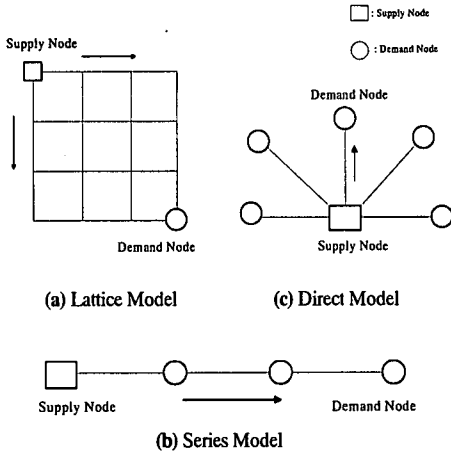 : Supply Node
: Demand Node
Supply Node
Demand Node
(a) Lattice Model
Demand Node
Supply Node
(c) Direct Model
Supply Node
Demand Node
(b) Series Model